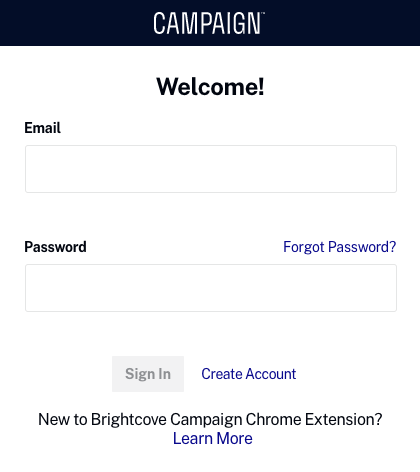 CAMPAIGN™
Welcome!
Email
Password
Forgot Password?
Sign In
Create Account
New to Brightcove Campaign Chrome Extension?
Learn More